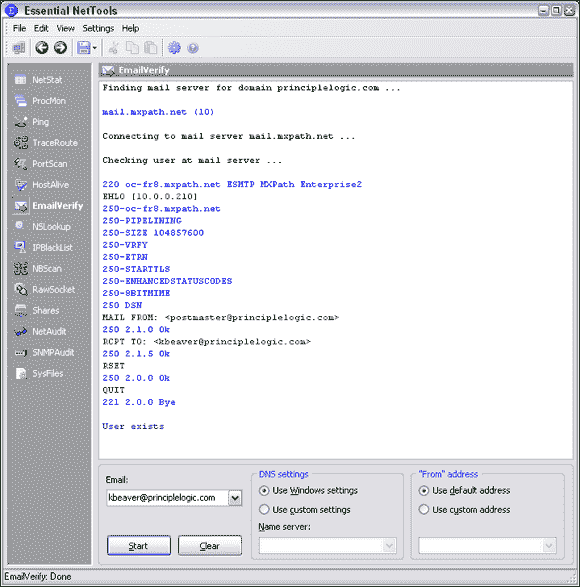 Essential NetTools
File Edit View Settings Help
NetStat
ProcMon
Ping
TraceRoute
PortScan
HostAlive
EmailVerify
NSLookup
IPBlackList
NBScan
RawSocket
Shares
NetAudit
SNMPAudit
SysFiles
EmailVerify
Finding mail server for domain principlelogic.com ...
mail.mxpath.net (10)
Connecting to mail server mail.mxpath.net ...
Checking user at mail server ...
220 oc-fr8.mxpath.net ESMTP MXPath Enterprise2
EHLO [10.0.0.210]
250-oc-fr8.mxpath.net
250-PIPELINING
250-SIZE 104857600
250-VRFY
250-ETRN
250-STARTTLS
250-ENHANCEDSTATUSCODES
250-8BITMIME
250 DSN
MAIL FROM: <postmaster@principlelogic.com>
250 2.1.0 Ok
RCPT TO: <kbeaver@principlelogic.com>
250 2.1.5 Ok
RSET
250 2.0.0 Ok
QUIT
221 2.0.0 Bye
User exists
Email:
kbeaver@principlelogic.com
Start Clear
DNS settings
Use Windows settings
Use custom settings
Name server:
"From" address
Use default address
Use custom address
EmailVerify: Done